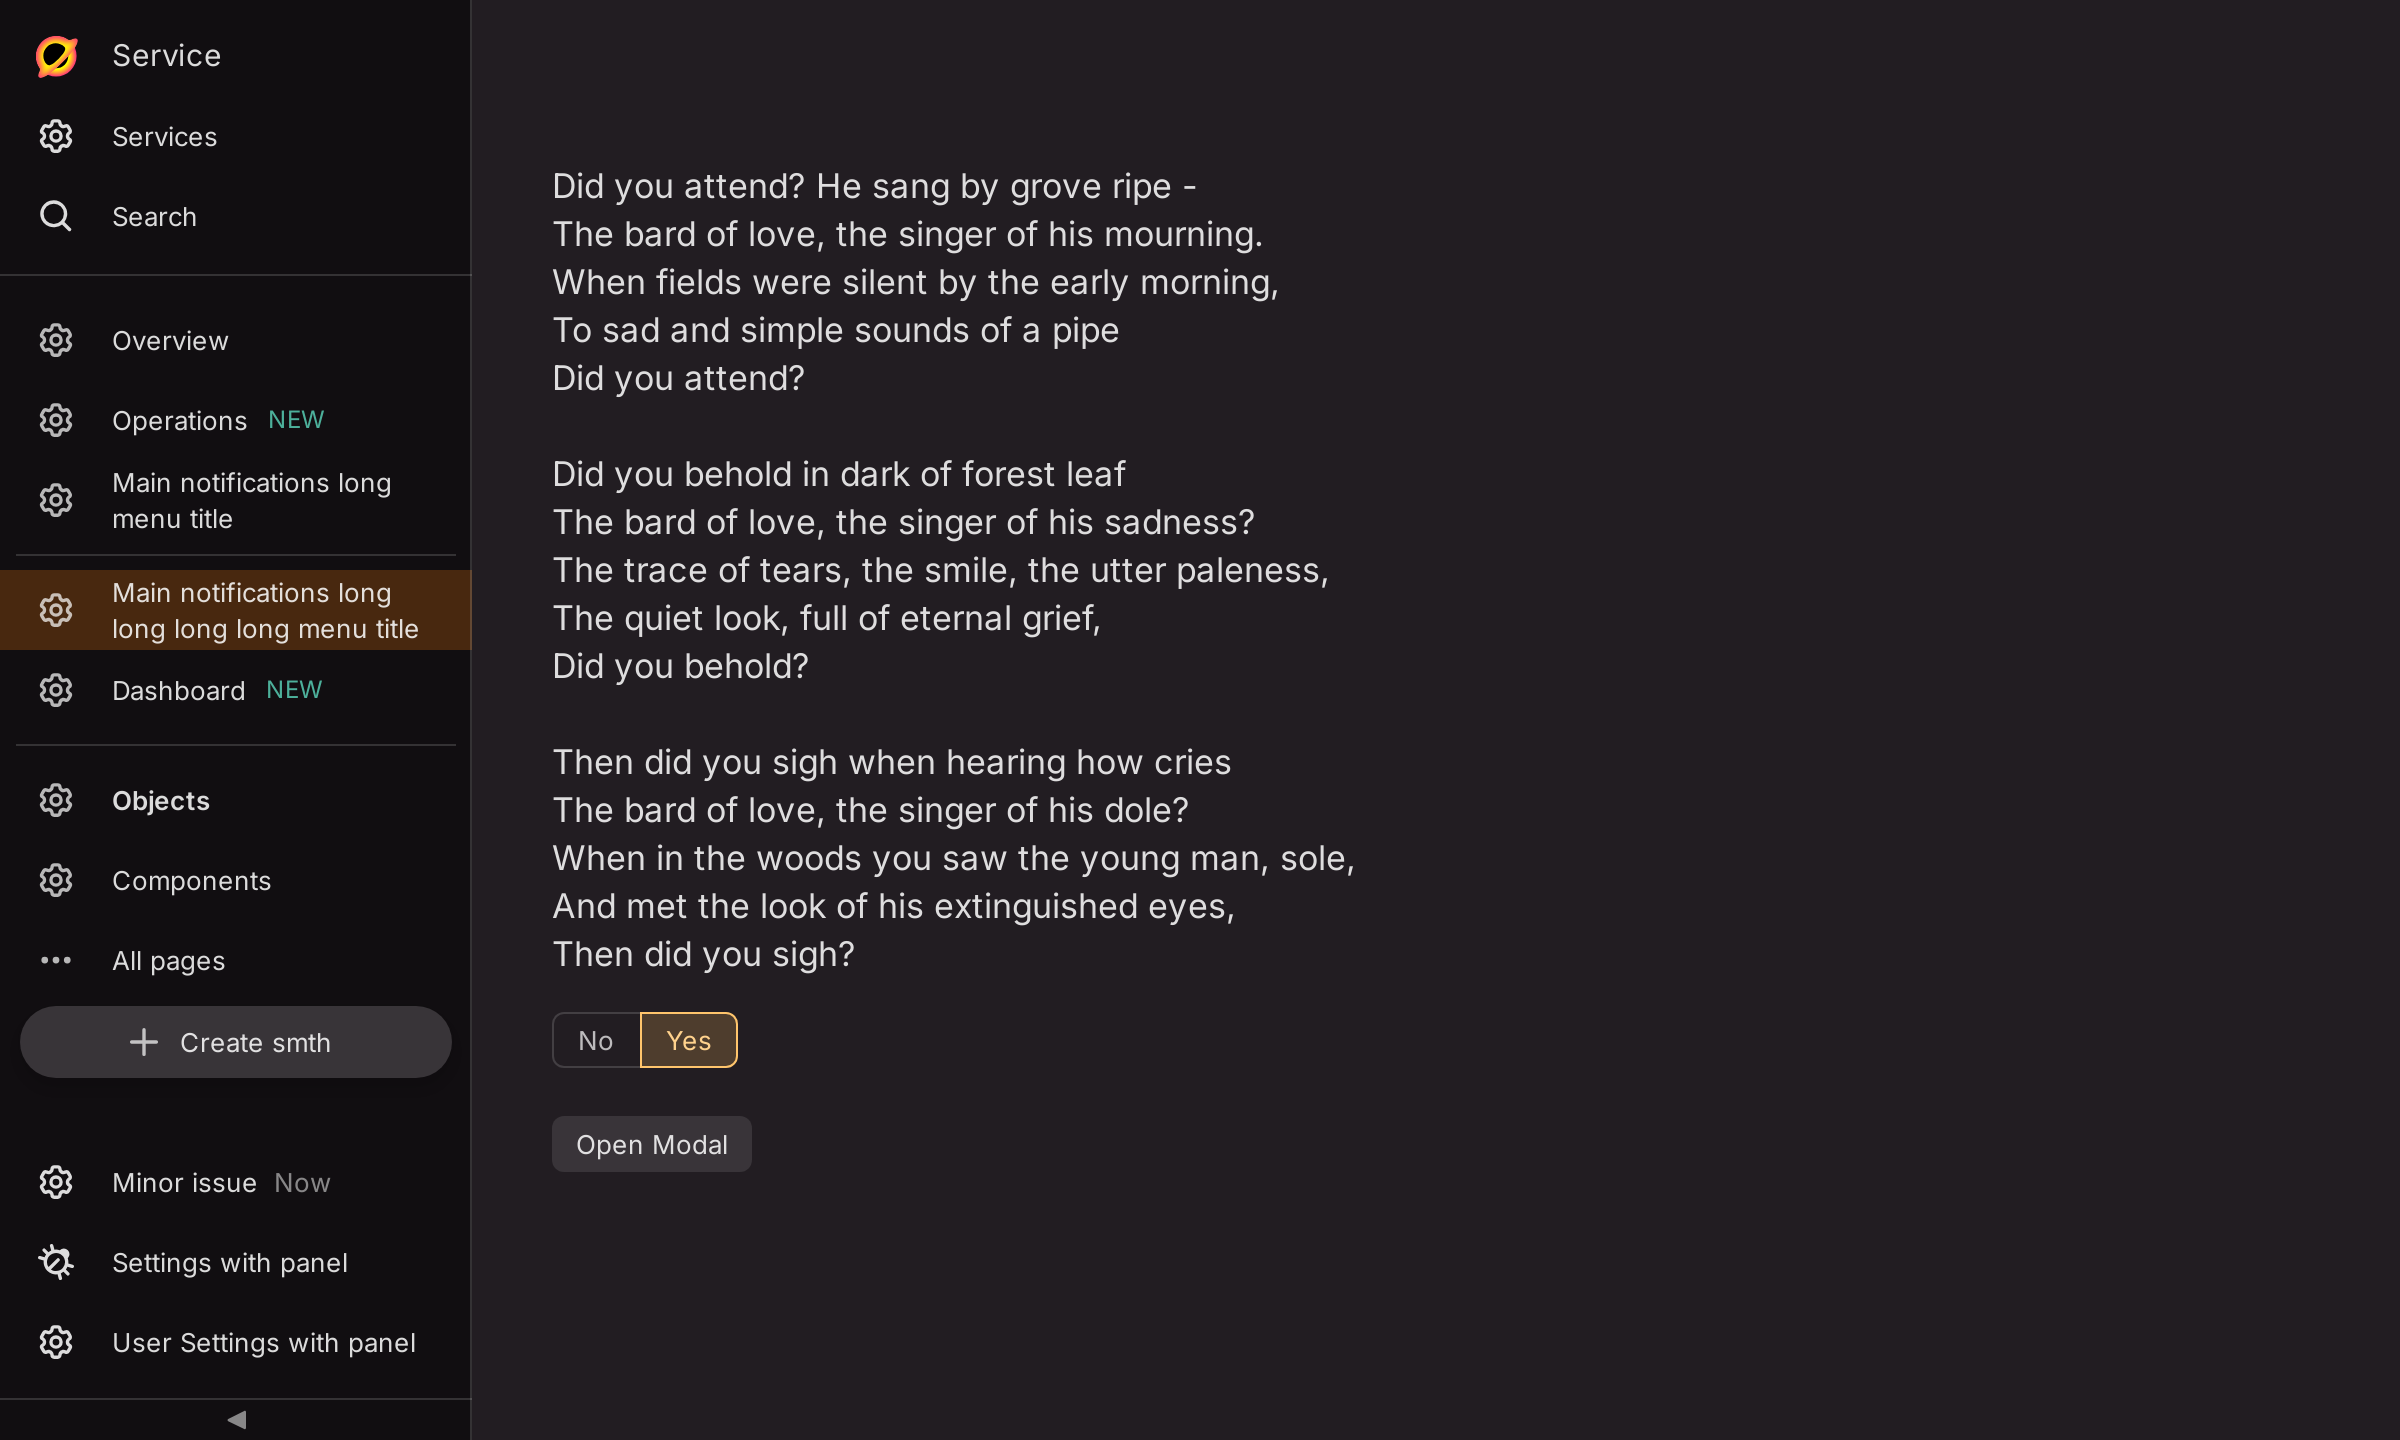 Service
Services
Search
Overview
Operations NEW
Main notifications long
menu title
Main notifications long
long long long menu title
Dashboard NEW
Objects
Components
All pages
Create smth
Minor issue Now
Settings with panel
User Settings with panel
Did you attend? He sang by grove ripe -
The bard of love, the singer of his mourning.
When fields were silent by the early morning,
To sad and simple sounds of a pipe
Did you attend?
Did you behold in dark of forest leaf
The bard of love, the singer of his sadness?
The trace of tears, the smile, the utter paleness,
The quiet look, full of eternal grief,
Did you behold?
Then did you sigh when hearing how cries
The bard of love, the singer of his dole?
When in the woods you saw the young man, sole,
And met the look of his extinguished eyes,
Then did you sigh?
No Yes
Open Modal